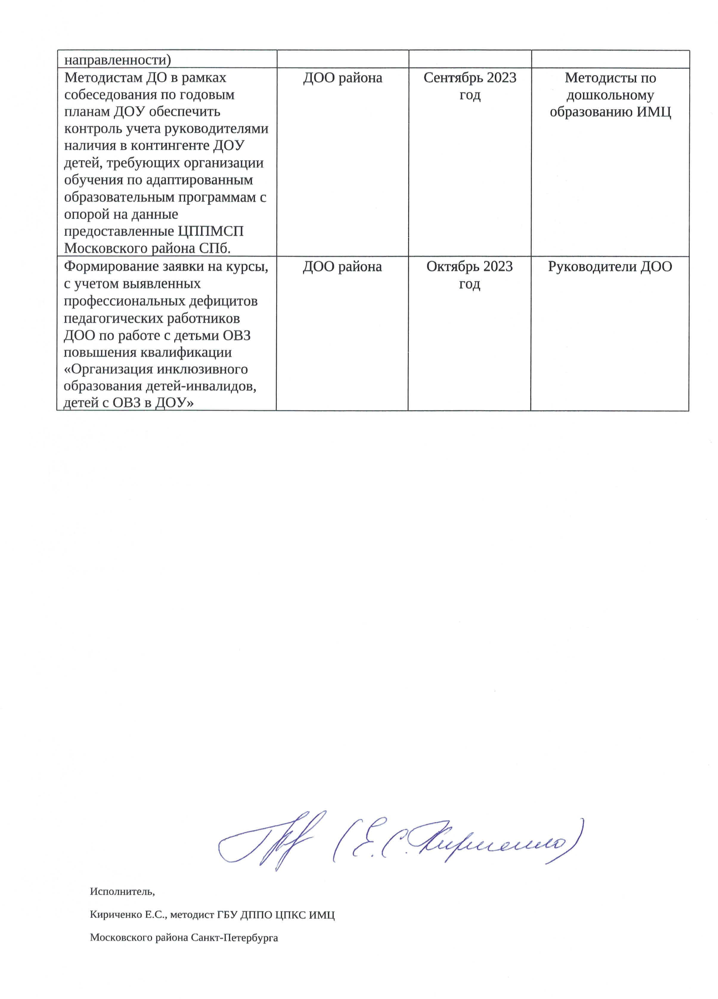 направленности)
Методистам ДО в рамках
собеседования по годовым
планам ДОУ обеспечить
контроль учета руководителями
наличия в контингенте ДОУ
детей, требующих организации
обучения по адаптированным
образовательным программам с
опорой на данные
предоставленные ЦППМСП
Московского района СПб.
ДОО района
Сентябрь 2023
год
Методисты по
дошкольному
образованию ИМЦ
Формирование заявки на курсы,
с учетом выявленных
профессиональных дефицитов
педагогических работников
ДОО по работе с детьми ОВЗ
повышения квалификации
«Организация инклюзивного
образования детей-инвалидов,
детей с ОВЗ в ДОУ»
ДОО района
Октябрь 2023
год
Руководители ДОО
(Е.С. Кириченко)
Исполнитель,
Кириченко Е.С., методист ГБУ ДППО ЦПКС ИМЦ
Московского района Санкт-Петербурга